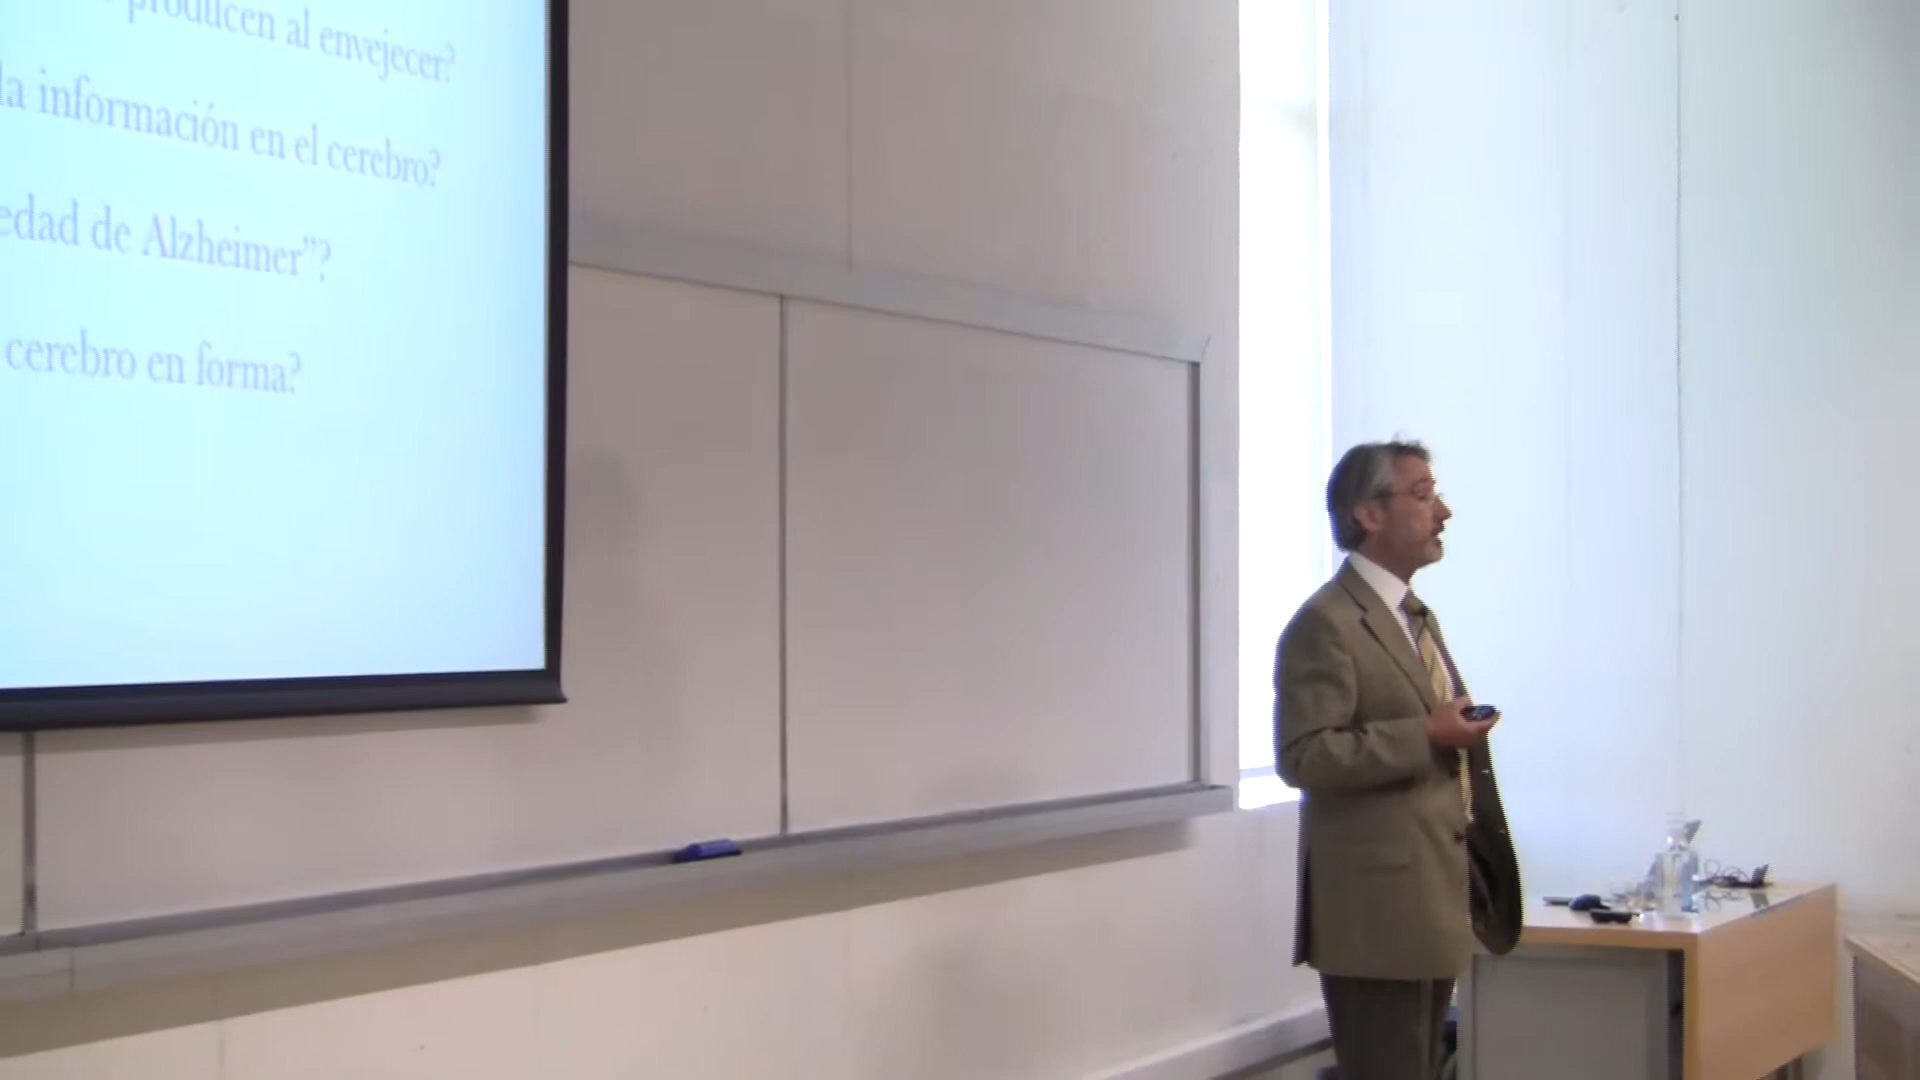 producen al envejecer?
la información en el cerebro?
edad de Alzheimer”?
cerebro en forma?